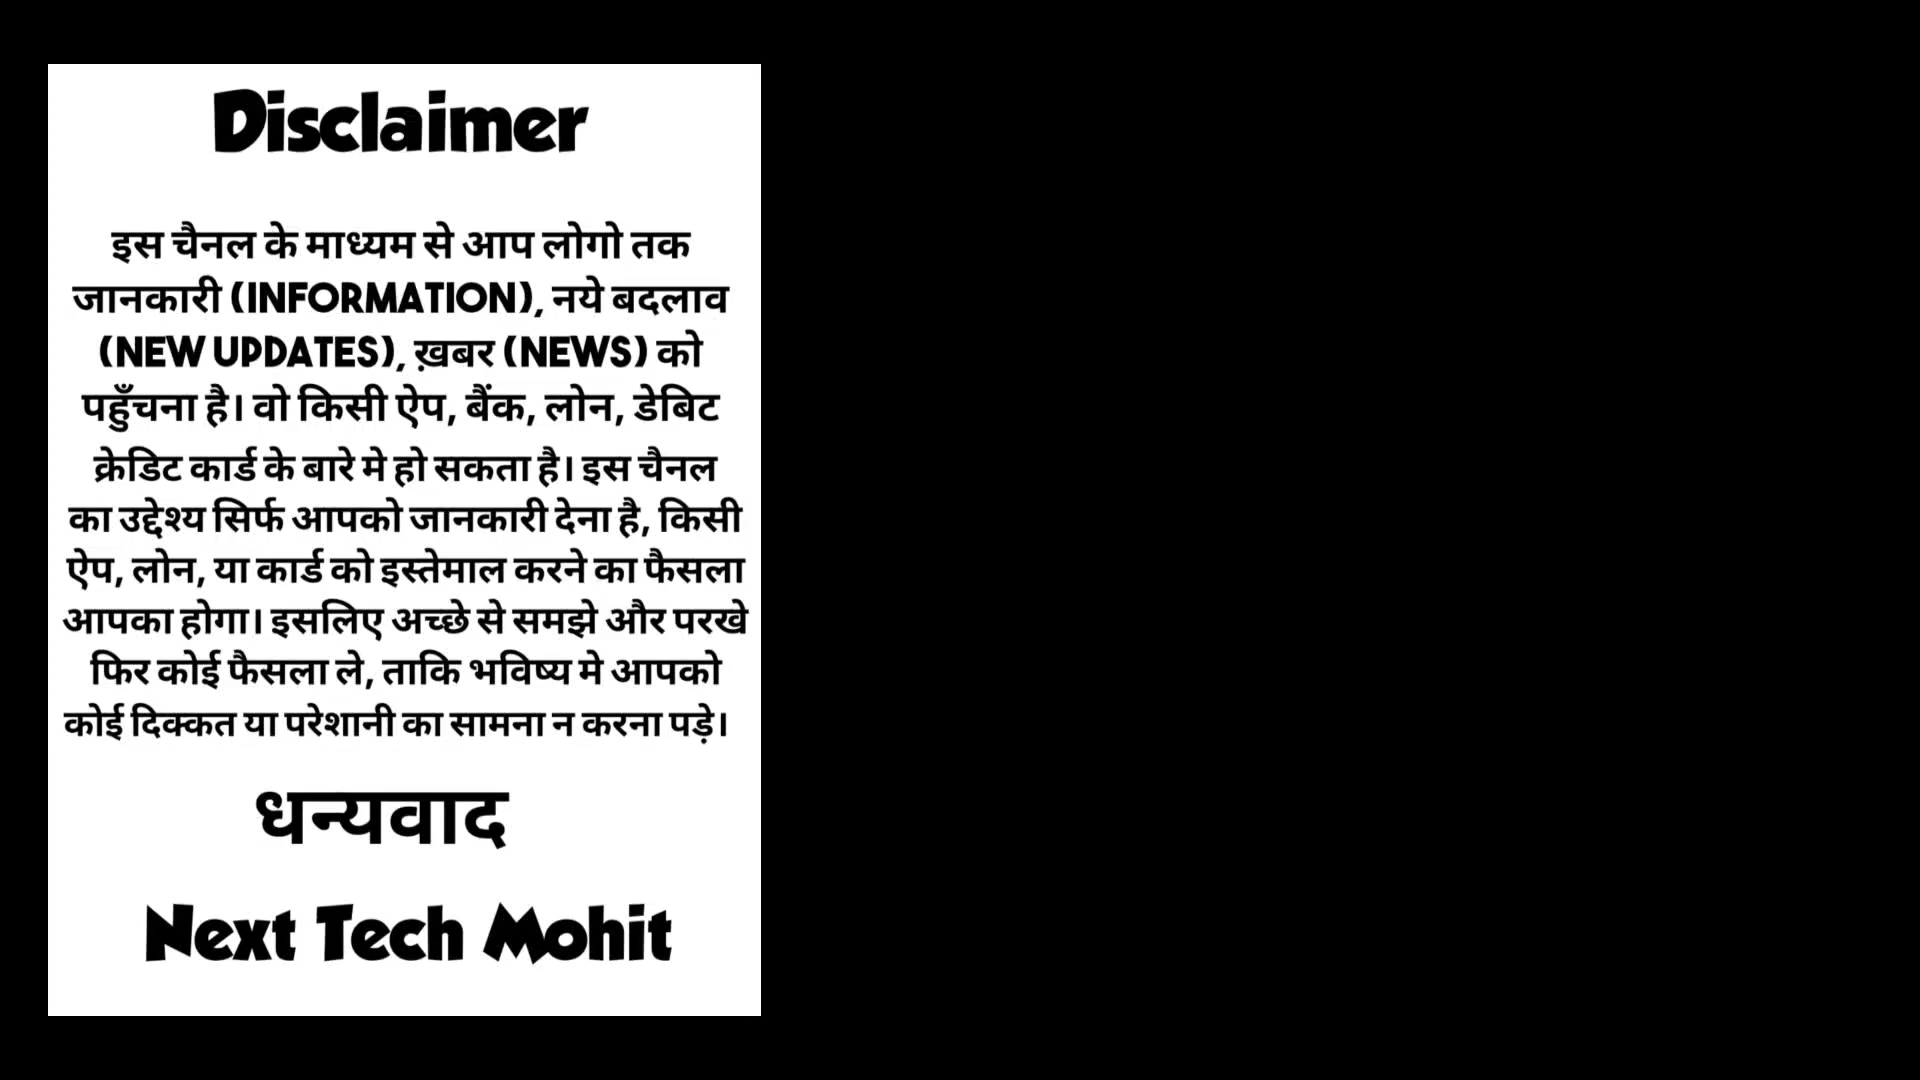 Disclaimer
इस चैनल के माध्यम से आप लोगो तक
जानकारी (INFORMATION), नये बदलाव
(NEW UPDATES), ख़बर (NEWS) को
पहुँचना है। वो किसी ऐप, बैंक, लोन, डेबिट
क्रेडिट कार्ड के बारे मे हो सकता है। इस चैनल
का उद्देश्य सिर्फ आपको जानकारी देना है, किसी
ऐप, लोन, या कार्ड को इस्तेमाल करने का फैसला
आपका होगा। इसलिए अच्छे से समझे और परखे
फिर कोई फैसला ले, ताकि भविष्य मे आपको
कोई दिक्कत या परेशानी का सामना न करना पड़े।
धन्यवाद
Next Tech Mohit